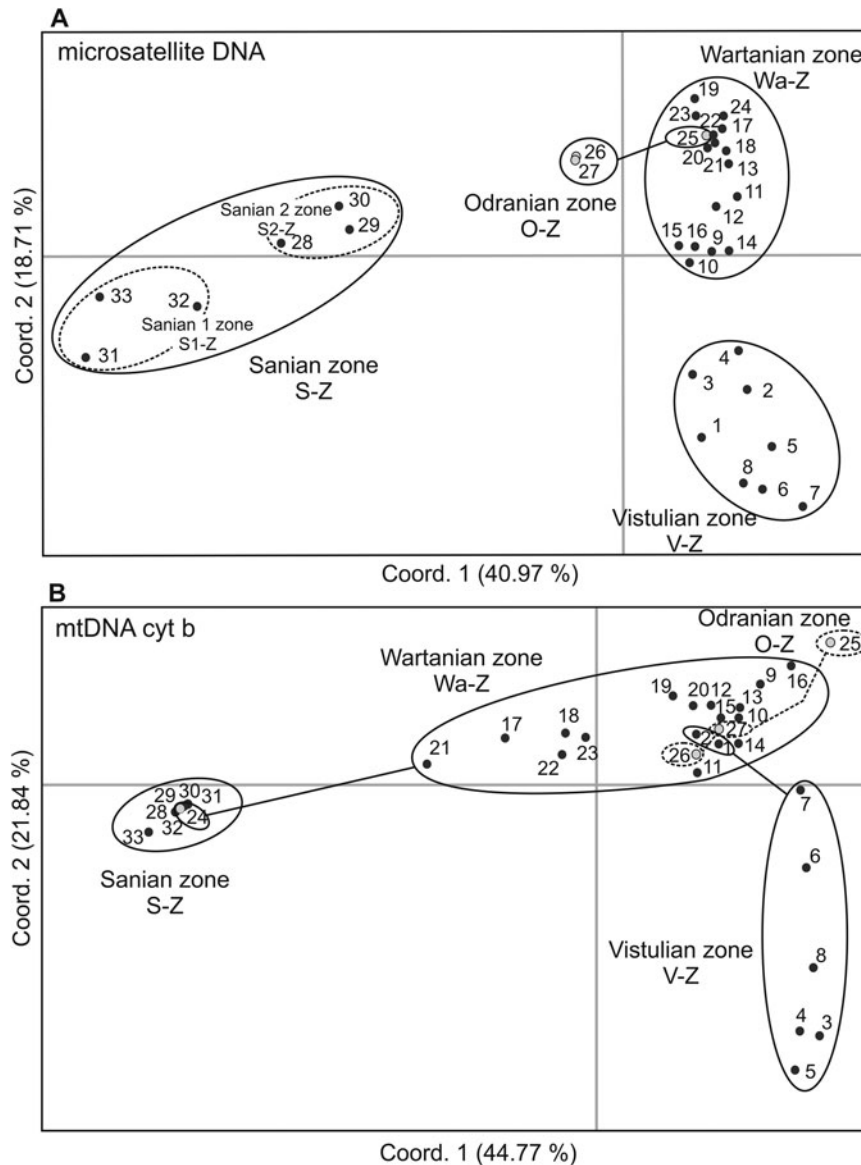 A
microsatellite DNA
Wartanian zone
Wa-Z
19
23
24
22
17
25
20
21
18
13
26
27
11
12
Odranian zone
O-Z
15
16
9
14
10
Sanian 2 zone
S2-Z
30
29
28
33
32
Sanian 1 zone
S1-Z
31
Sanian zone
S-Z
4
3
2
1
5
8
6
7
Vistulian zone
V-Z
Coord. 2 (18.71 %)
Coord. 1 (40.97 %)
B
mtDNA cyt b
Odranian zone
O-Z
25
Wartanian zone
Wa-Z
9
16
19
20
12
13
15
10
17
18
27
21
22
23
2
1
14
26
11
29
30
31
28
24
32
33
Sanian zone
S-Z
7
6
8
4
3
5
Vistulian zone
V-Z
Coord. 2 (21.84 %)
Coord. 1 (44.77 %)